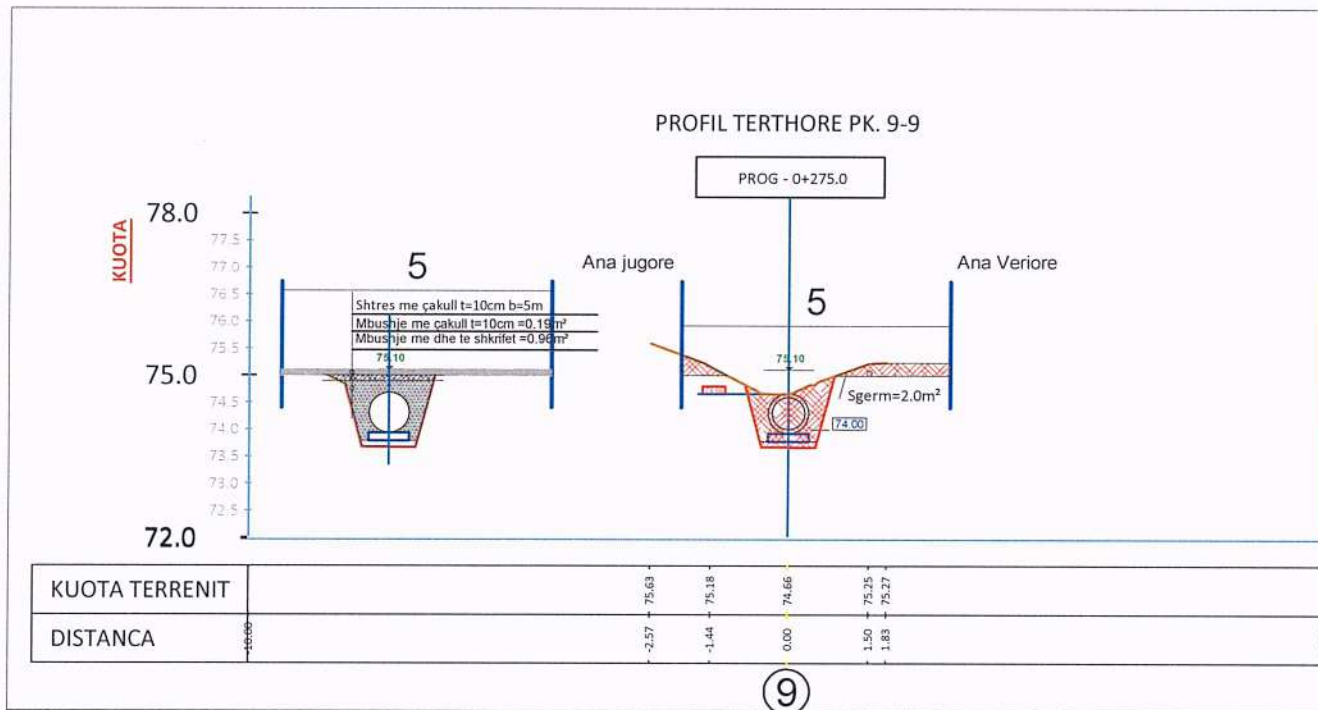 PROFIL TERTHORE PK. 9-9
PROG - 0+275.0
KUOTA
78.0
77.5
77.0
76.5
76.0
75.5
75.0
74.5
74.0
73.5
73.0
72.5
72.0
5
Shtres me çakull t=10cm b=5m
Mbushje me çakull t=10cm =0.19m²
Mbushje me dhe te shkrifet =0.96m²
75.10
Ana jugore
Ana Veriore
5
75.10
Sgerm=2.0m²
74.00
KUOTA TERRENIT
75.63
75.18
74.66
75.25
75.27
DISTANCA
-10.00
-2.57
-1.44
0.00
1.50
1.83
9